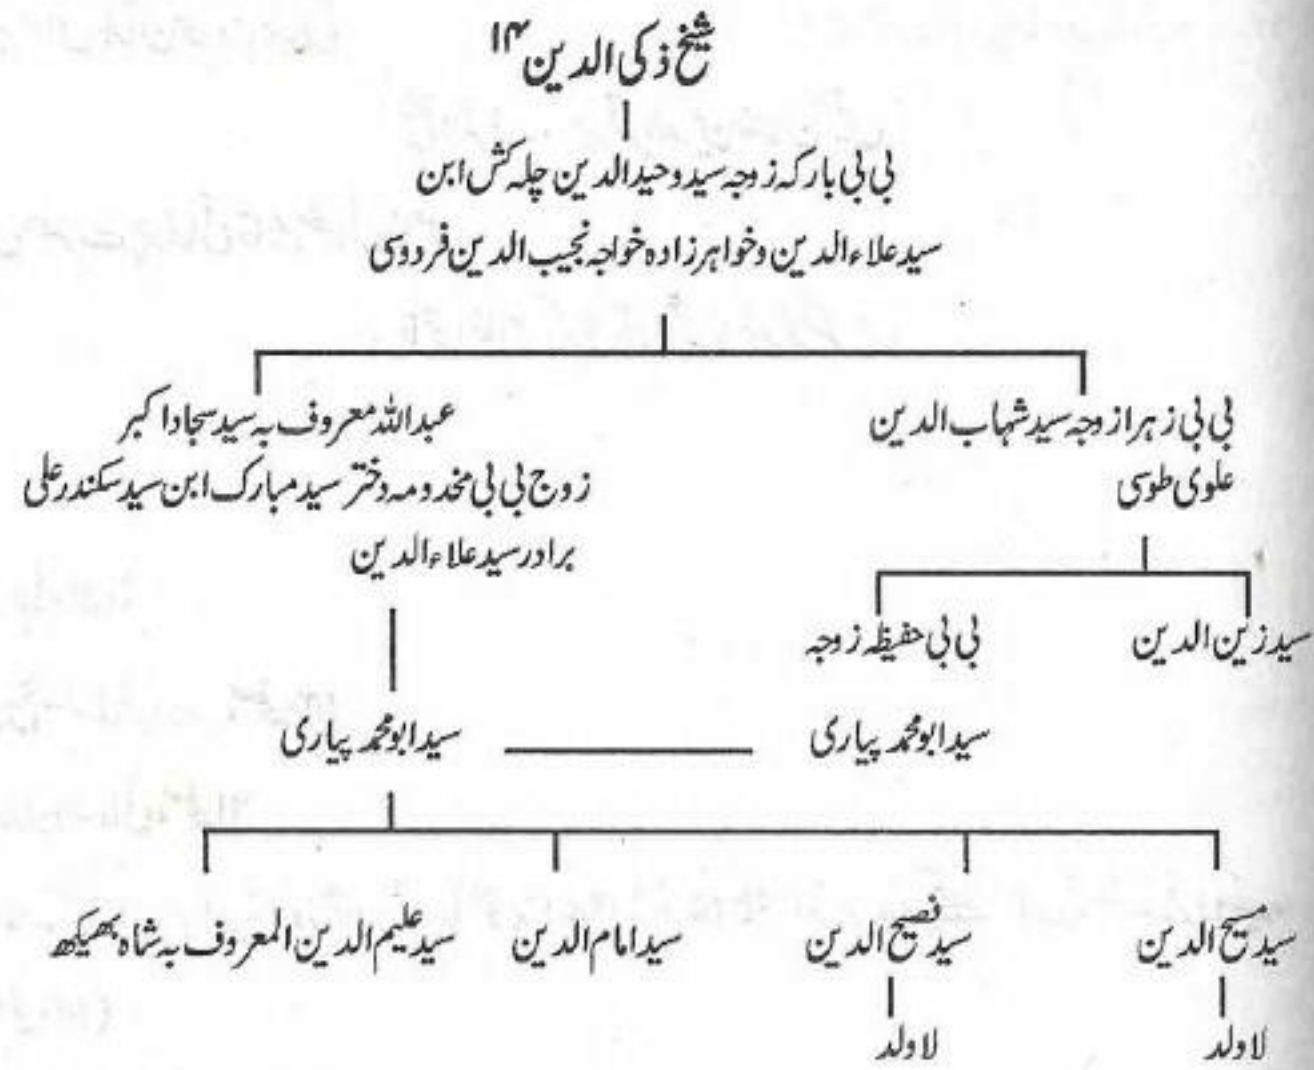 شیخ ذکی الدین ۱۴
بی بی بارکہ زوجہ سید وحید الدین چلہ کش ابن
سید علاء الدین وخواہر زادہ خواجہ نجیب الدین فردوسی
بی بی زہرا زوجہ سید شہاب الدین
علوی طوسی
عبداللہ معروف بہ سید سجاد اکبر
زوج بی بی مخدومہ دختر سید مبارک ابن سید سکندر علی
برادر سید علاء الدین
سید زین الدین
بی بی حفیظہ زوجہ
سید ابو محمد پیاری
سید ابو محمد پیاری
سید مسیح الدین
سید فصیح الدین
سید امام الدین
سید علیم الدین المعروف بہ شاہ بھیکھ
لاولد
لاولد